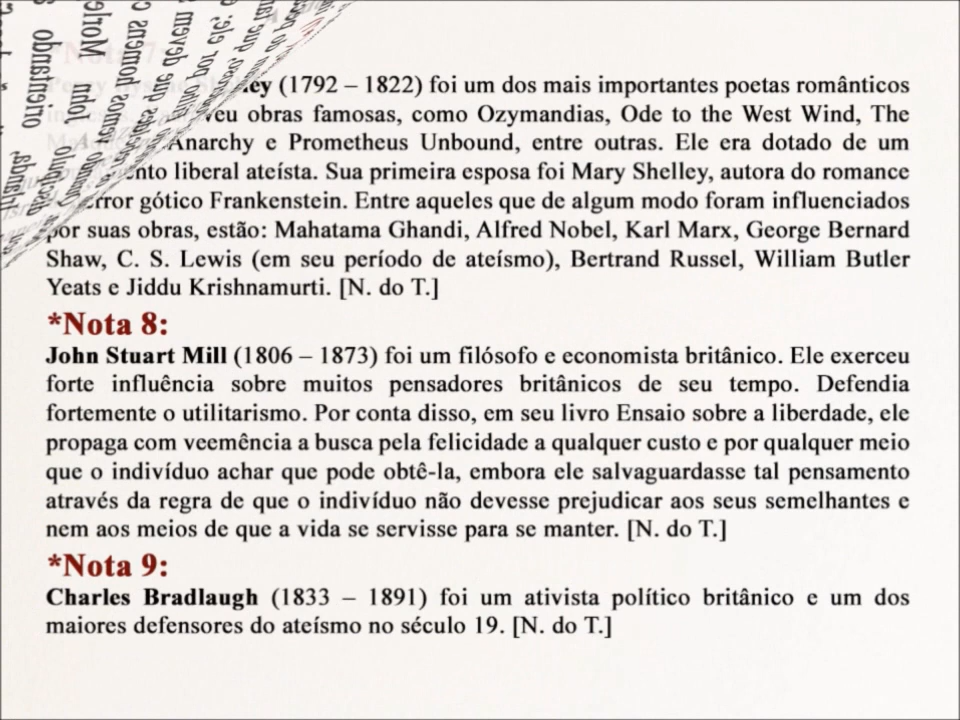 *Nota 7:
(1792 – 1822) foi um dos mais importantes poetas românticos
obras famosas, como Ozymandias, Ode to the West Wind, The
Anarchy e Prometheus Unbound, entre outras. Ele era dotado de um
liberal ateísta. Sua primeira esposa foi Mary Shelley, autora do romance
gótico Frankenstein. Entre aqueles que de algum modo foram influenciados
por suas obras, estão: Mahatama Ghandi, Alfred Nobel, Karl Marx, George Bernard
Shaw, C. S. Lewis (em seu período de ateísmo), Bertrand Russel, William Butler
Yeats e Jiddu Krishnamurti. [N. do T.]
*Nota 8:
John Stuart Mill (1806 – 1873) foi um filósofo e economista britânico. Ele exerceu
forte influência sobre muitos pensadores britânicos de seu tempo. Defendia
fortemente o utilitarismo. Por conta disso, em seu livro Ensaio sobre a liberdade, ele
propaga com veemência a busca pela felicidade a qualquer custo e por qualquer meio
que o indivíduo achar que pode obtê-la, embora ele salvaguardasse tal pensamento
através da regra de que o indivíduo não devesse prejudicar aos seus semelhantes e
nem aos meios de que a vida se servisse para se manter. [N. do T.]
*Nota 9:
Charles Bradlaugh (1833 – 1891) foi um ativista político britânico e um dos
maiores defensores do ateísmo no século 19. [N. do T.]